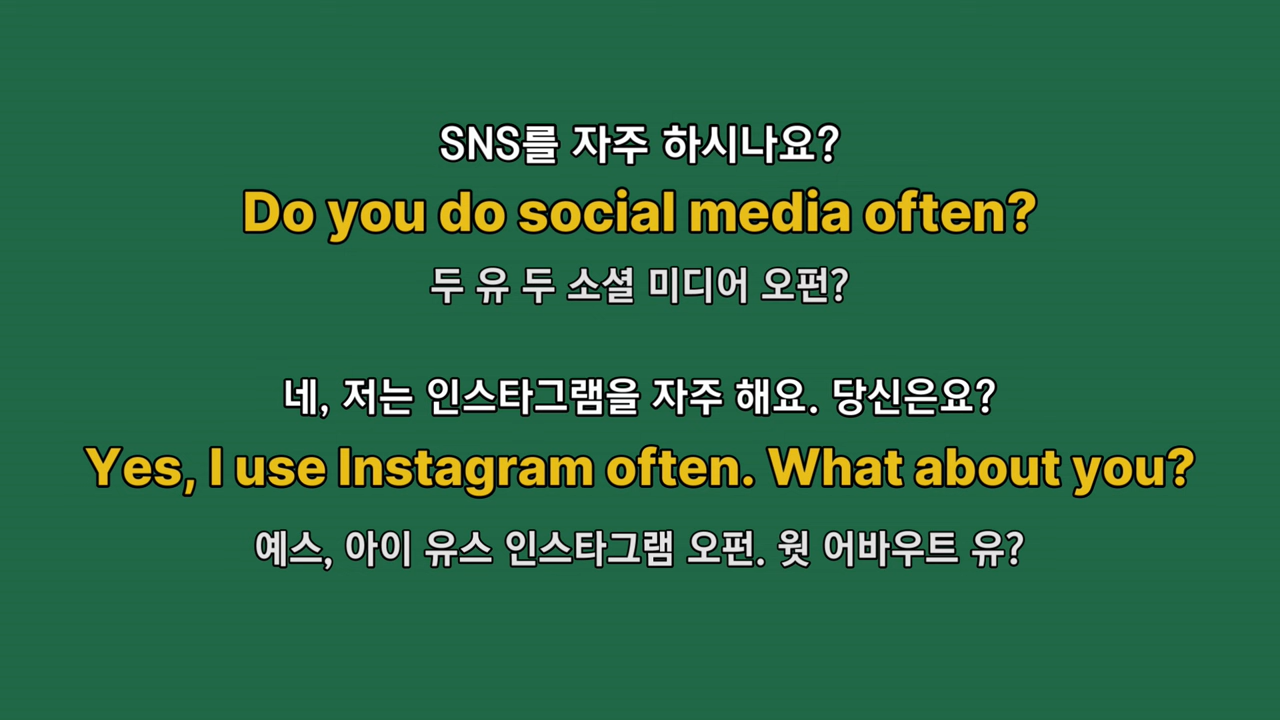 SNS를 자주 하시나요?
Do you do social media often?
두 유 두 소셜 미디어 오펀?
네, 저는 인스타그램을 자주 해요. 당신은요?
Yes, I use Instagram often. What about you?
예스, 아이 유스 인스타그램 오펀. 웟 어바우트 유?